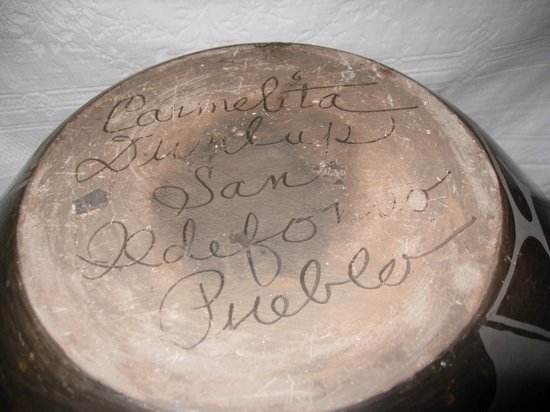 Carmelita
Dunlap
San
Ildefonso
Pueblo